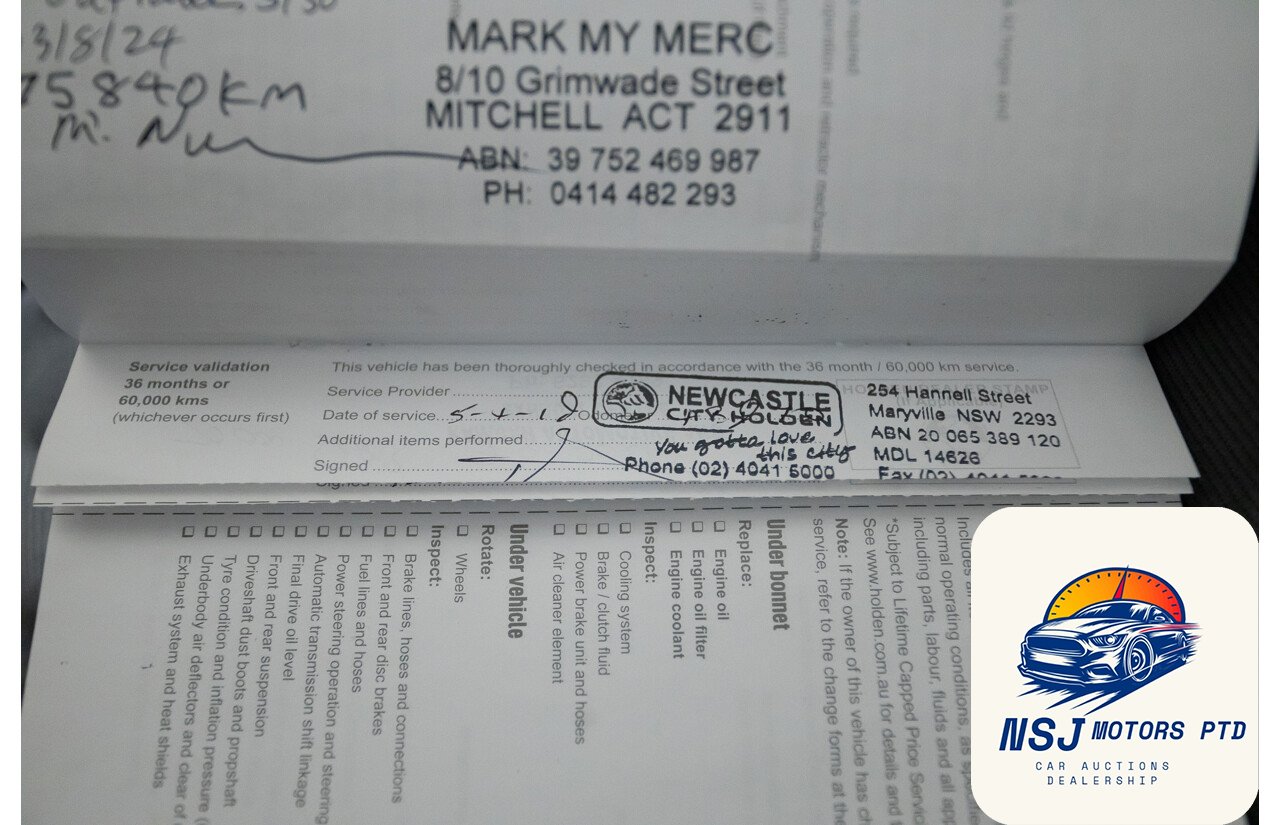 3/8/24
75840KM
MARK MY MERC
8/10 Grimwade Street
MITCHELL ACT 2911
ABN: 39 752 469 987
PH: 0414 482 293
Service validation
36 months or
60,000 kms
(whichever occurs first)
This vehicle has been thoroughly checked in accordance with the 36 month / 60,000 km service.
Service Provider
Date of service
Additional items performed
Signed
NEWCASTLE
CITY HOLDEN
You gotta love
this city
Phone (02) 4041 5000
254 Hannell Street
Maryville NSW 2293
ABN 20 065 389 120
MDL 14626
Fax (02) 4041
Includes
normal operating conditions, as
including parts, labour, fluids and all
*Subject to Lifetime Capped Price
See www.holden.com.au for details and
Note: If the owner of this vehicle has
service, refer to the change forms at the
Under bonnet
Replace:
Engine oil
Engine oil filter
Engine coolant
Inspect:
Cooling system
Brake / clutch fluid
Power brake unit and hoses
Air cleaner element
Under vehicle
Rotate:
Wheels
Inspect:
Brake lines, hoses and connections
Front and rear disc brakes
Fuel lines and hoses
Power steering operation and steering
Automatic transmission shift linkage
Final drive oil level
Front and rear suspension
Driveshaft dust boots and propshaft
Tyre condition and inflation pressure
Underbody air deflectors and clear of
Exhaust system and heat shields
NSJ MOTORS PTD
CAR AUCTIONS
DEALERSHIP